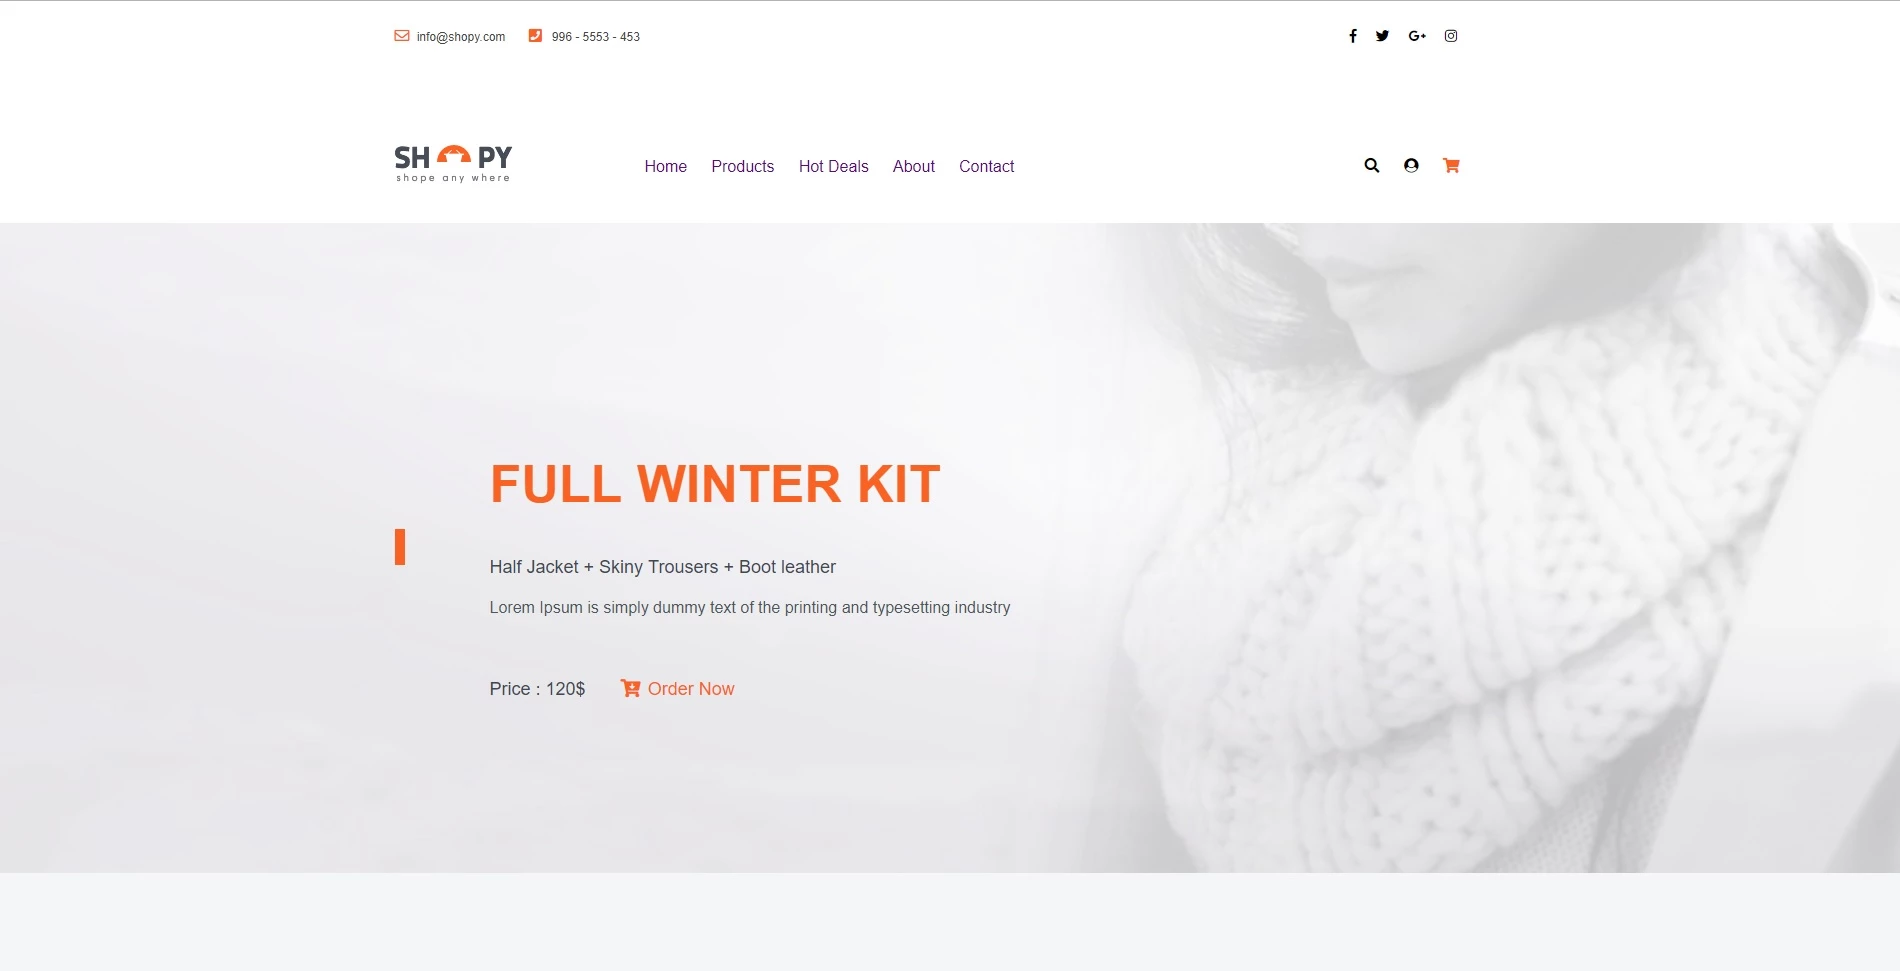 info@shopy.com 996 - 5553 - 453
SH PY
shope any where
Home Products Hot Deals About Contact
FULL WINTER KIT
Half Jacket + Skiny Trousers + Boot leather
Lorem Ipsum is simply dummy text of the printing and typesetting industry
Price : 120$ Order Now